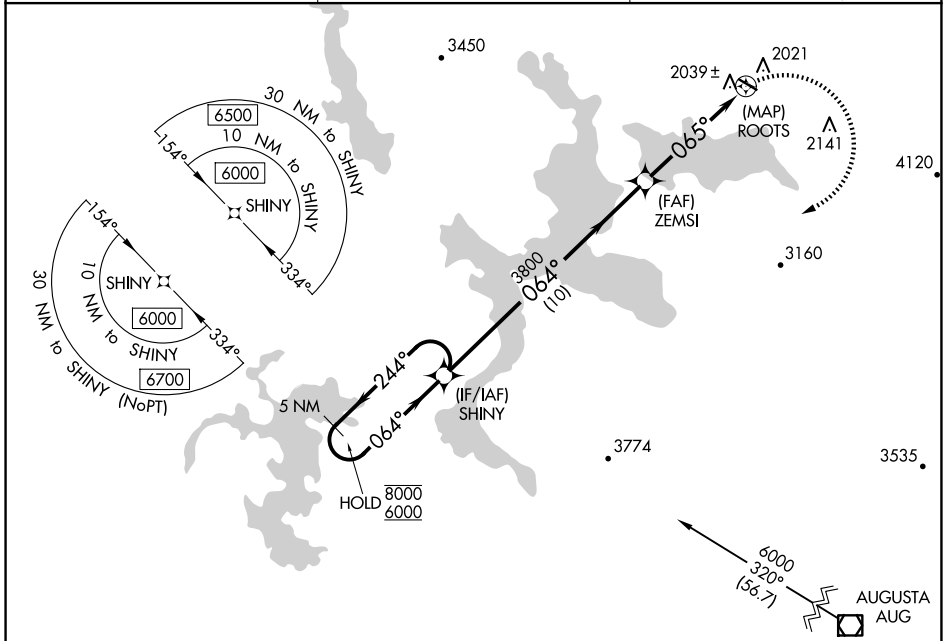 3450
2039 ±
2021
(MAP)
ROOTS
2141
4120
30 NM to SHINY
6500
10 NM to SHINY
6000
154°
SHINY
334°
065°
(FAF)
ZEMSI
3160
154°
SHINY
334°
10 NM to SHINY
6000
30 NM to SHINY (NoPT)
6700
3800
064°
(10)
244°
5 NM
064°
(IF/IAF)
SHINY
HOLD 8000
6000
3774
3535
6000
320°
(56.7)
AUGUSTA
AUG